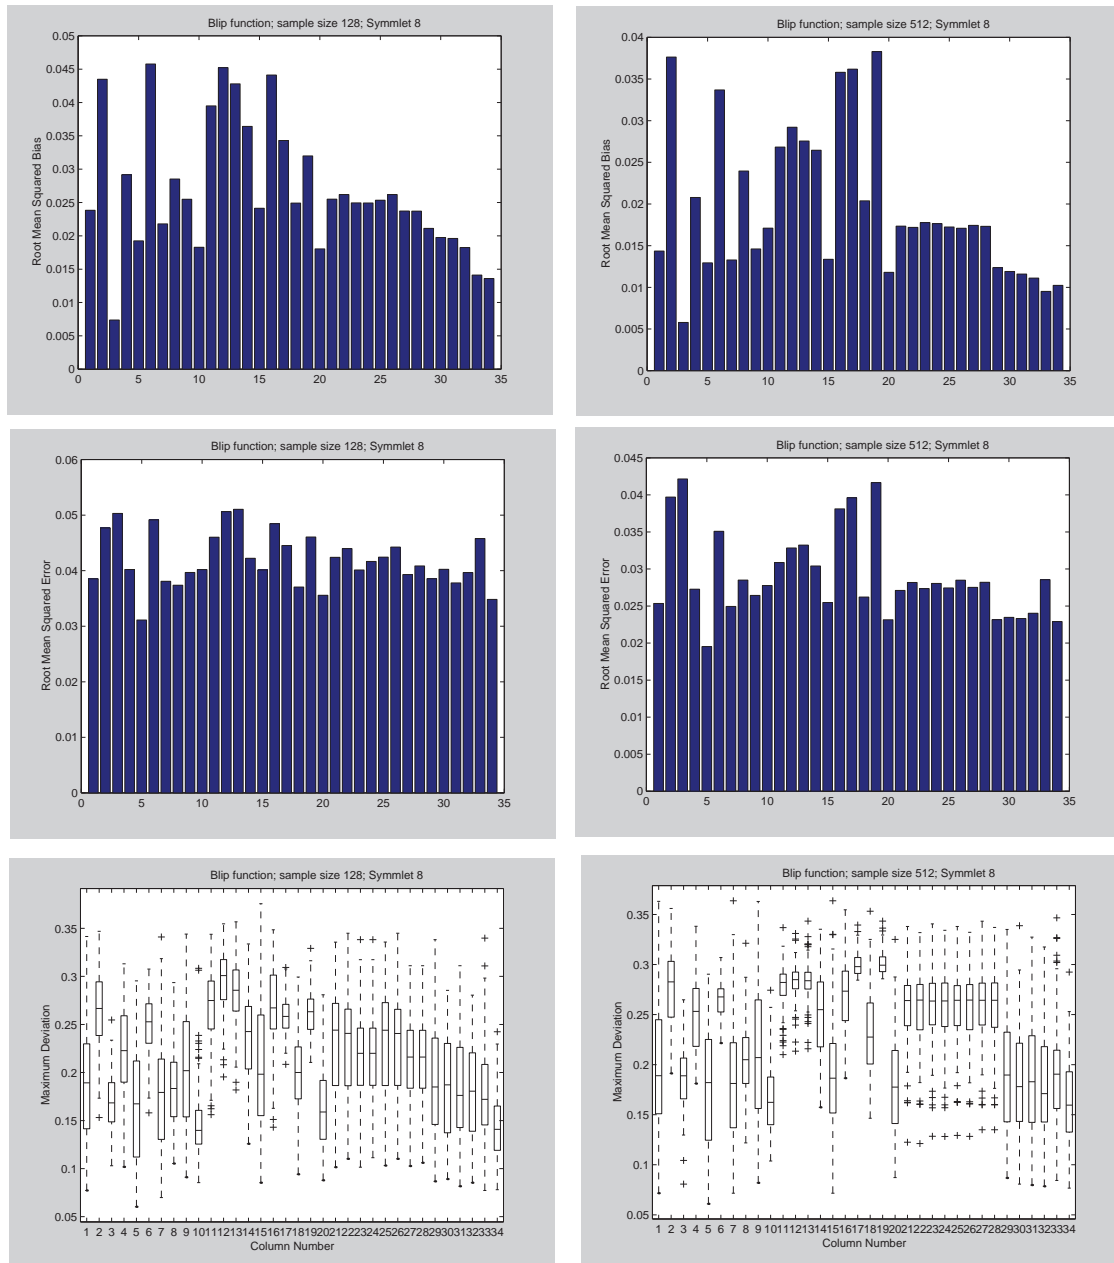 Blip function; sample size 128; Symmlet 8
Root Mean Squared Bias
0.05
0.045
0.04
0.035
0.03
0.025
0.02
0.015
0.01
0.005
0
0 5 10 15 20 25 30 35
Blip function; sample size 512; Symmlet 8
Root Mean Squared Bias
0.04
0.035
0.03
0.025
0.02
0.015
0.01
0.005
0
0 5 10 15 20 25 30 35
Blip function; sample size 128; Symmlet 8
Root Mean Squared Error
0.06
0.05
0.04
0.03
0.02
0.01
0
0 5 10 15 20 25 30 35
Blip function; sample size 512; Symmlet 8
Root Mean Squared Error
0.045
0.04
0.035
0.03
0.025
0.02
0.015
0.01
0.005
0
0 5 10 15 20 25 30 35
Blip function; sample size 128; Symmlet 8
Maximum Deviation
0.35
0.3
0.25
0.2
0.15
0.1
0.05
1 2 3 4 5 6 7 8 9 10 11 12 13 14 15 16 17 18 19 20 21 22 23 24 25 26 27 28 29 30 31 32 33 34
Column Number
Blip function; sample size 512; Symmlet 8
Maximum Deviation
0.35
0.3
0.25
0.2
0.15
0.1
0.05
1 2 3 4 5 6 7 8 9 10 11 12 13 14 15 16 17 18 19 20 21 22 23 24 25 26 27 28 29 30 31 32 33 34
Column Number